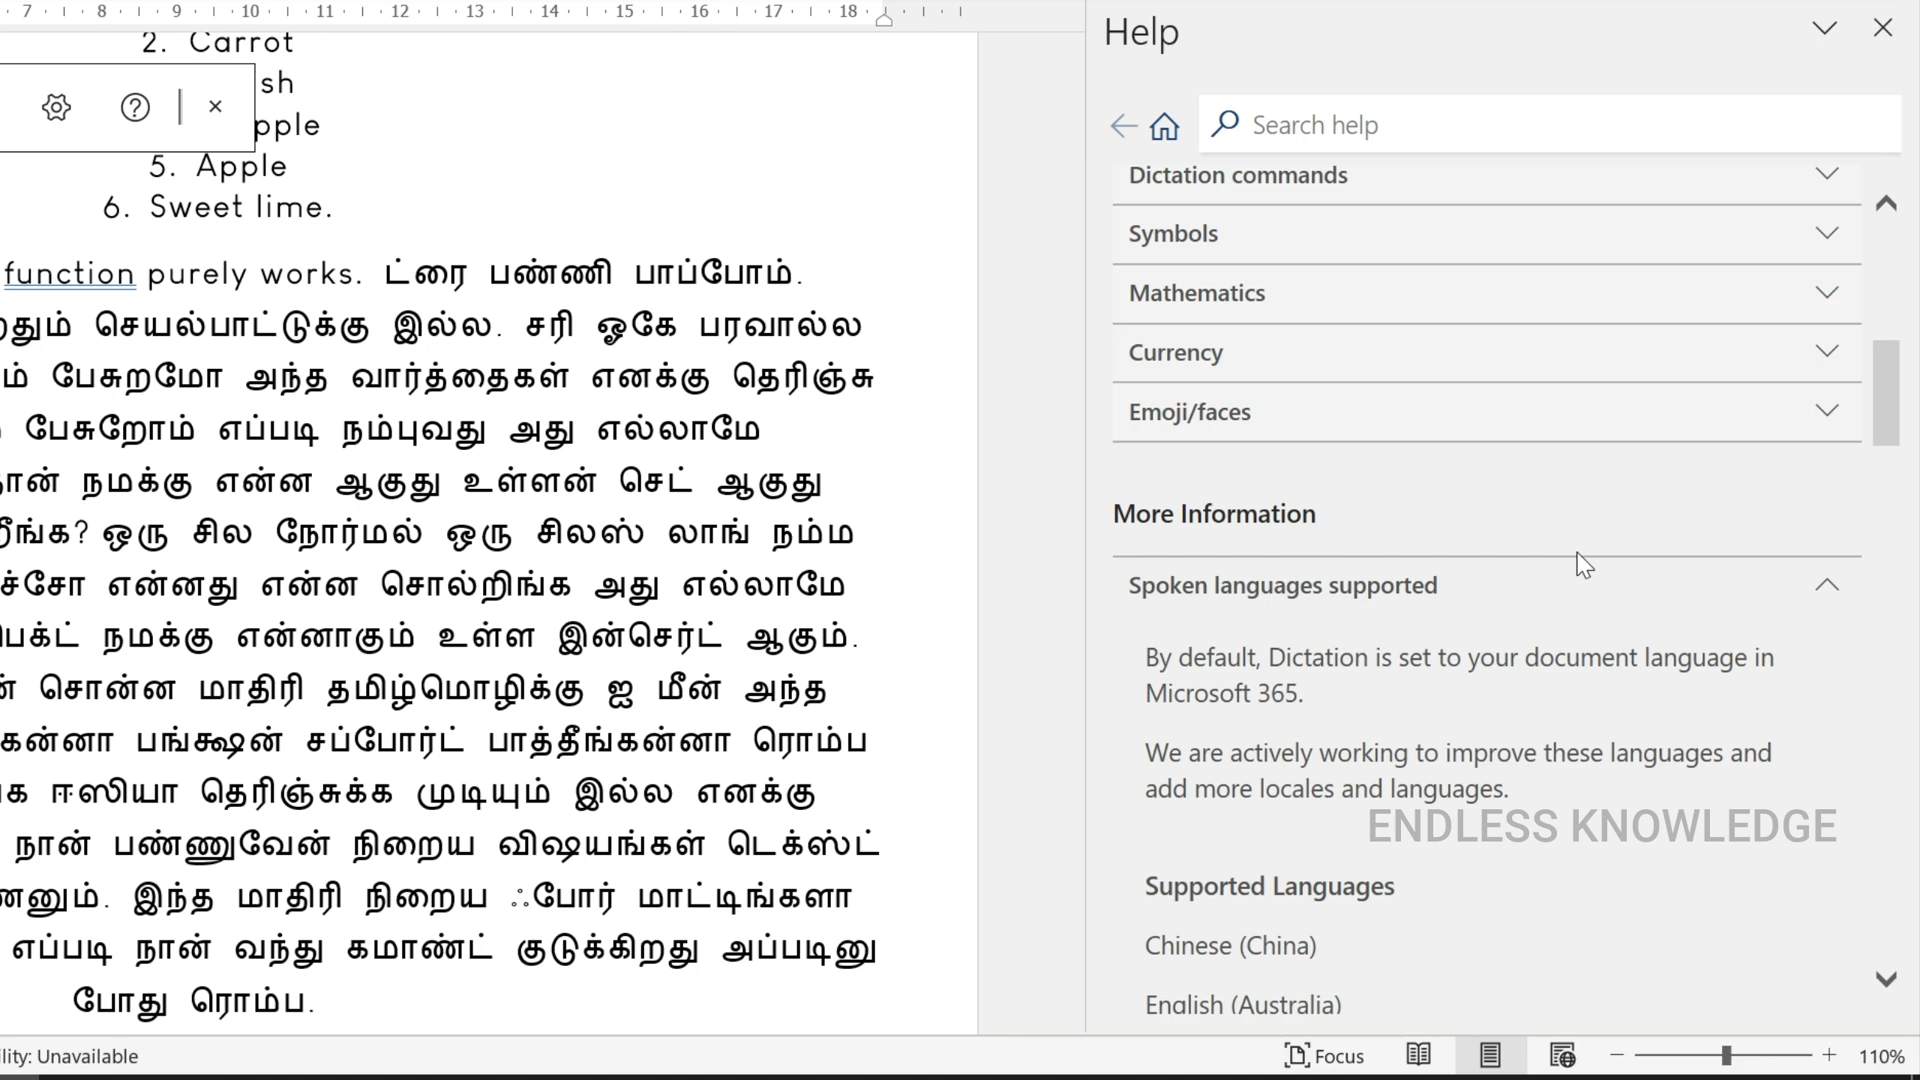 7 8 9 10 11 12 13 14 15 16 17 18
2. Carrot
sh
pple
5. Apple
6. Sweet lime.
function purely works. ட்ரை பண்ணி பாப்போம்.
செயல்பாட்டுக்கு இல்ல. சரி ஓகே பரவால்ல
ம் பேசுறமோ அந்த வார்த்தைகள் எனக்கு தெரிஞ்சு
பேசுறோம் எப்படி நம்புவது அது எல்லாமே
நமக்கு என்ன ஆகுது உள்ளன் செட் ஆகுது
றீங்க? ஒரு சில நோர்மல் ஒரு சிலஸ் லாங் நம்ம
ச்சோ என்னது என்ன சொல்றிங்க அது எல்லாமே
பெக்ட் நமக்கு என்னாகும் உள்ள இன்செர்ட் ஆகும்.
சொன்ன மாதிரி தமிழ்மொழிக்கு ஐ மீன் அந்த
கன்னா பங்க்ஷன் சப்போர்ட் பாத்தீங்கன்னா ரொம்ப
க ஈஸியா தெரிஞ்சுக்க முடியும் இல்ல எனக்கு
நான் பண்ணுவேன் நிறைய விஷயங்கள் டெக்ஸ்ட்
இந்த மாதிரி நிறைய ஃபோர் மாட்டிங்களா
எப்படி நான் வந்து கமாண்ட் குடுக்கிறது அப்படினு
போது ரொம்ப.
Help
Search help
Dictation commands
Symbols
Mathematics
Currency
Emoji/faces
More Information
Spoken languages supported
By default, Dictation is set to your document language in
Microsoft 365.
We are actively working to improve these languages and
add more locales and languages.
ENDLESS KNOWLEDGE
Supported Languages
Chinese (China)
English (Australia)
lity: Unavailable
Focus
110%